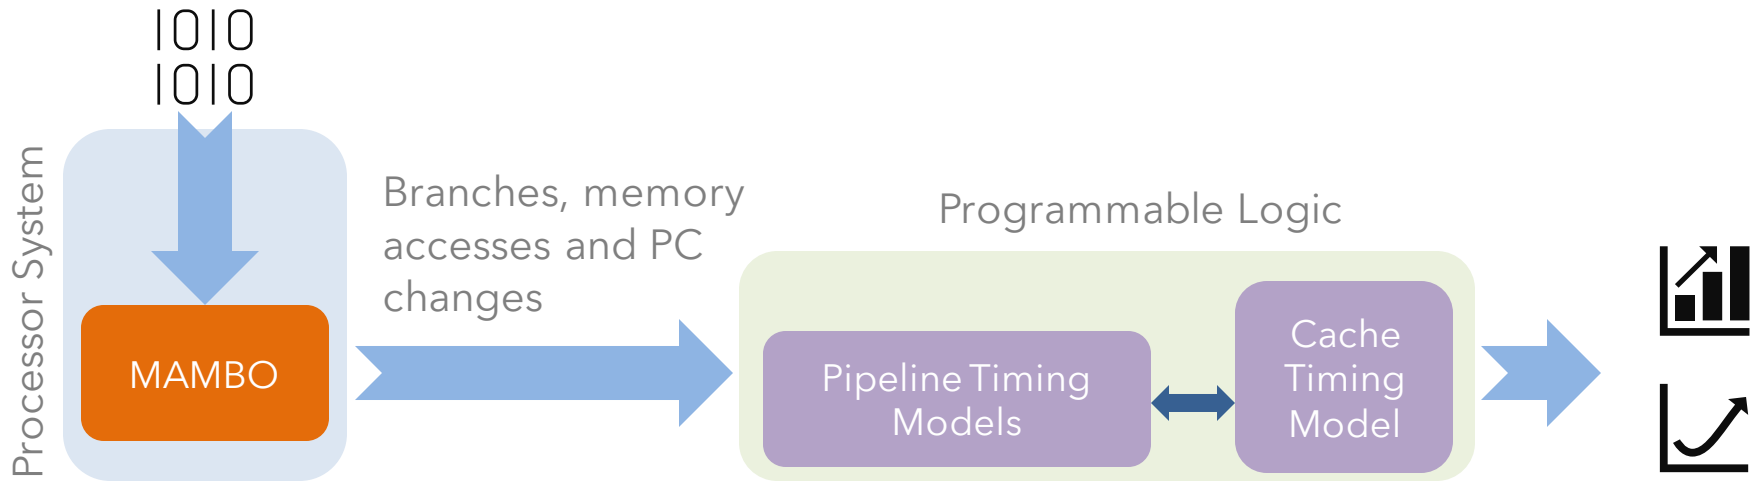 1010
1010
Processor System
MAMBO
Branches, memory
accesses and PC
changes
Programmable Logic
Pipeline Timing
Models
Cache
Timing
Model